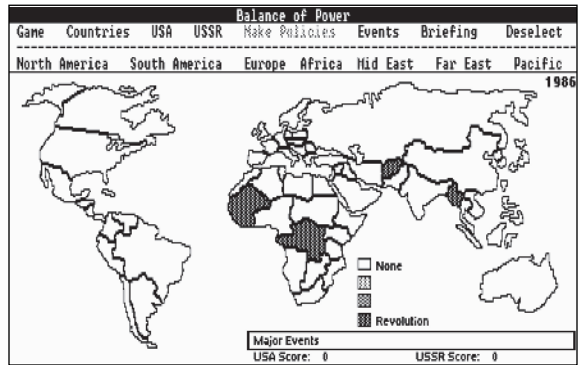 Balance of Power
Game Countries USA USSR Make Policies Events Briefing Deselect
North America South America Europe Africa Mid East Far East Pacific
1986
None
Revolution
Major Events
USA Score: 0 USSR Score: 0